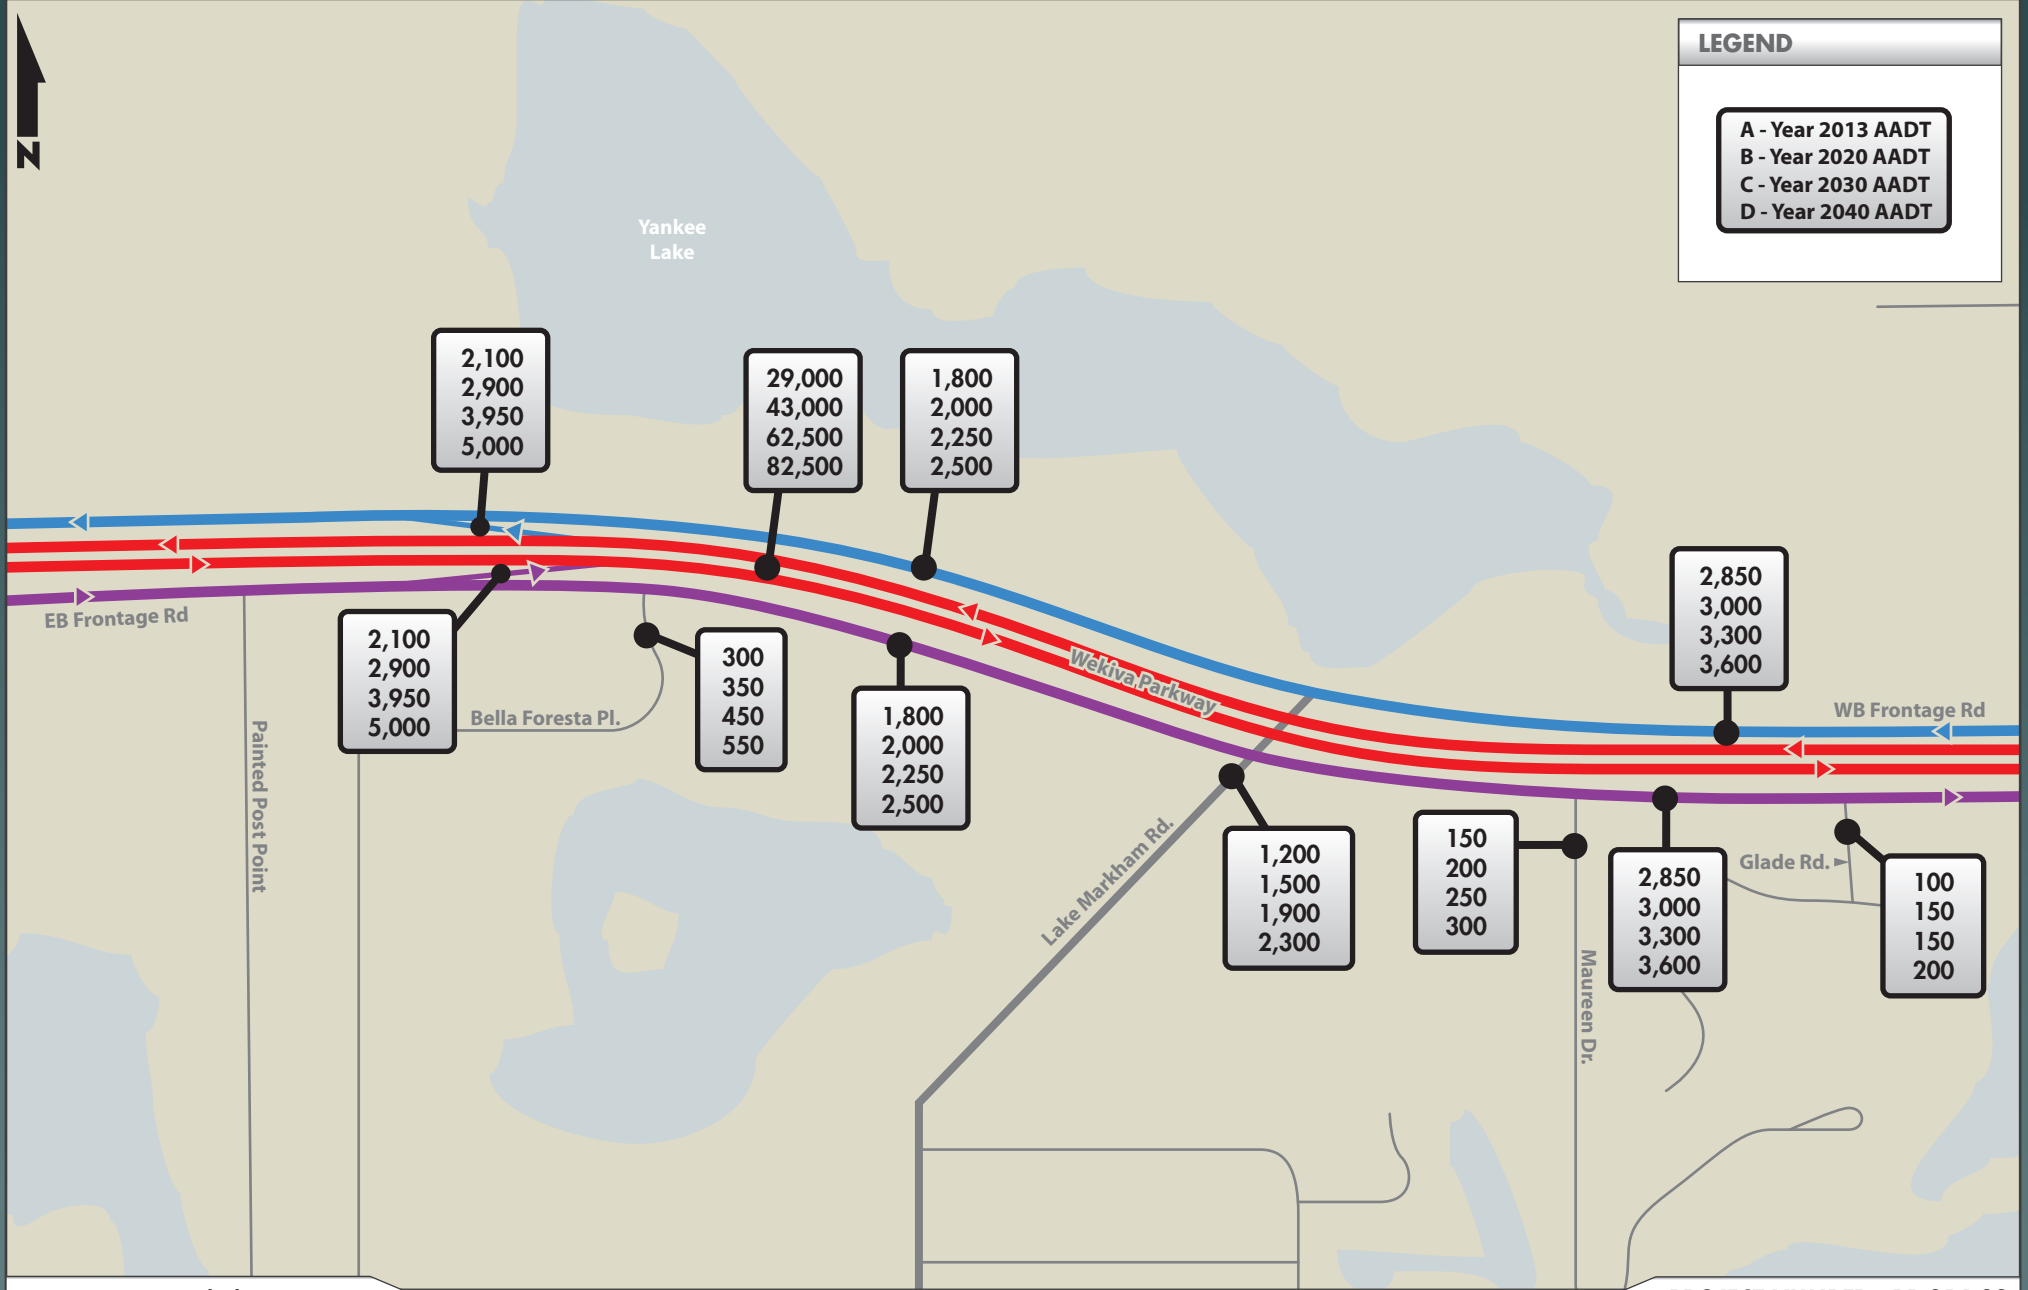 N
LEGEND
A - Year 2013 AADT
B - Year 2020 AADT
C - Year 2030 AADT
D - Year 2040 AADT
Yankee
Lake
2,100
2,900
3,950
5,000
29,000
43,000
62,500
82,500
1,800
2,000
2,250
2,500
2,850
3,000
3,300
3,600
EB Frontage Rd
2,100
2,900
3,950
5,000
300
350
450
550
Bella Foresta Pl.
Painted Post Point
1,800
2,000
2,250
2,500
Wekiva Parkway
WB Frontage Rd
Lake Markham Rd.
1,200
1,500
1,900
2,300
150
200
250
300
Maureen Dr.
2,850
3,000
3,300
3,600
Glade Rd.
100
150
150
200